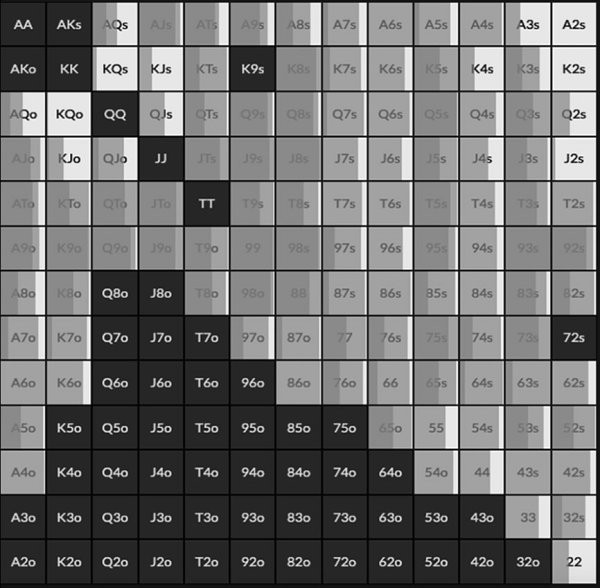 AA AKs AQs AJs ATs A9s A8s A7s A6s A5s A4s A3s A2s
AKo KK KQs KJs KTs K9s K8s K7s K6s K5s K4s K3s K2s
AQo KQo QQ QJs QTs Q9s Q8s Q7s Q6s Q5s Q4s Q3s Q2s
AJo KJo QJo JJ JTs J9s J8s J7s J6s J5s J4s J3s J2s
ATo KTo QTo JTo TT T9s T8s T7s T6s T5s T4s T3s T2s
A9o K9o Q9o J9o T9o 99 98s 97s 96s 95s 94s 93s 92s
A8o K8o Q8o J8o T8o 98o 88 87s 86s 85s 84s 83s 82s
A7o K7o Q7o J7o T7o 97o 87o 77 76s 75s 74s 73s 72s
A6o K6o Q6o J6o T6o 96o 86o 76o 66 65s 64s 63s 62s
A5o K5o Q5o J5o T5o 95o 85o 75o 65o 55 54s 53s 52s
A4o K4o Q4o J4o T4o 94o 84o 74o 64o 54o 44 43s 42s
A3o K3o Q3o J3o T3o 93o 83o 73o 63o 53o 43o 33 32s
A2o K2o Q2o J2o T2o 92o 82o 72o 62o 52o 42o 32o 22